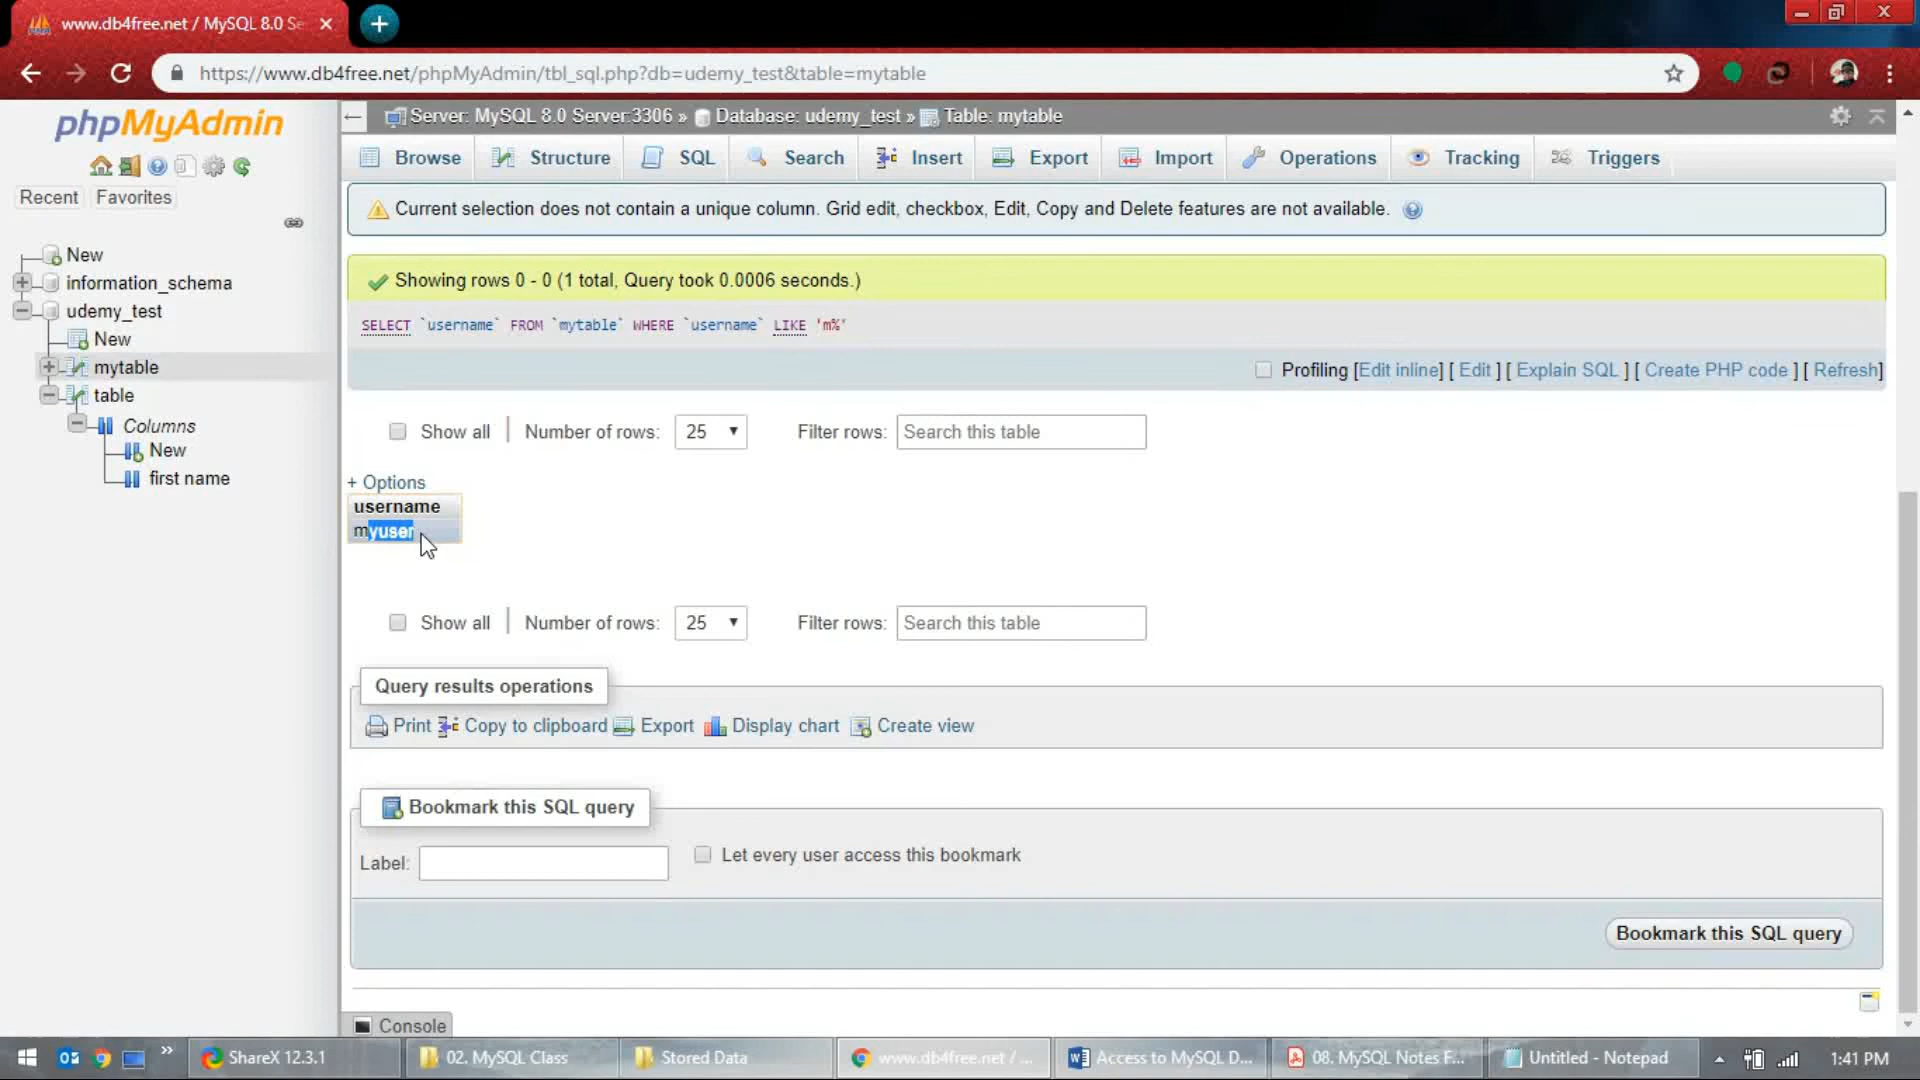 www.db4free.net / MySQL 8.0 Se
https://www.db4free.net/phpMyAdmin/tbl_sql.php?db=udemy_test&table=mytable
phpMyAdmin
Recent Favorites
New
information_schema
udemy_test
New
mytable
table
Columns
New
first name
Server: MySQL 8.0 Server:3306 » Database: udemy_test » Table: mytable
Browse Structure SQL Search Insert Export Import Operations Tracking Triggers
Current selection does not contain a unique column. Grid edit, checkbox, Edit, Copy and Delete features are not available.
Showing rows 0 - 0 (1 total, Query took 0.0006 seconds.)
SELECT `username` FROM `mytable` WHERE `username` LIKE 'm%'
Profiling [Edit inline] [ Edit ] [ Explain SQL ] [ Create PHP code ] [ Refresh]
Show all Number of rows: 25 Filter rows: Search this table
+ Options
username
myuser
Show all Number of rows: 25 Filter rows: Search this table
Query results operations
Print Copy to clipboard Export Display chart Create view
Bookmark this SQL query
Label: Let every user access this bookmark
Bookmark this SQL query
Console
» ShareX 12.3.1 02. MySQL Class Stored Data www.db4free.net / ... Access to MySQL D... 08. MySQL Notes F... Untitled - Notepad 1:41 PM